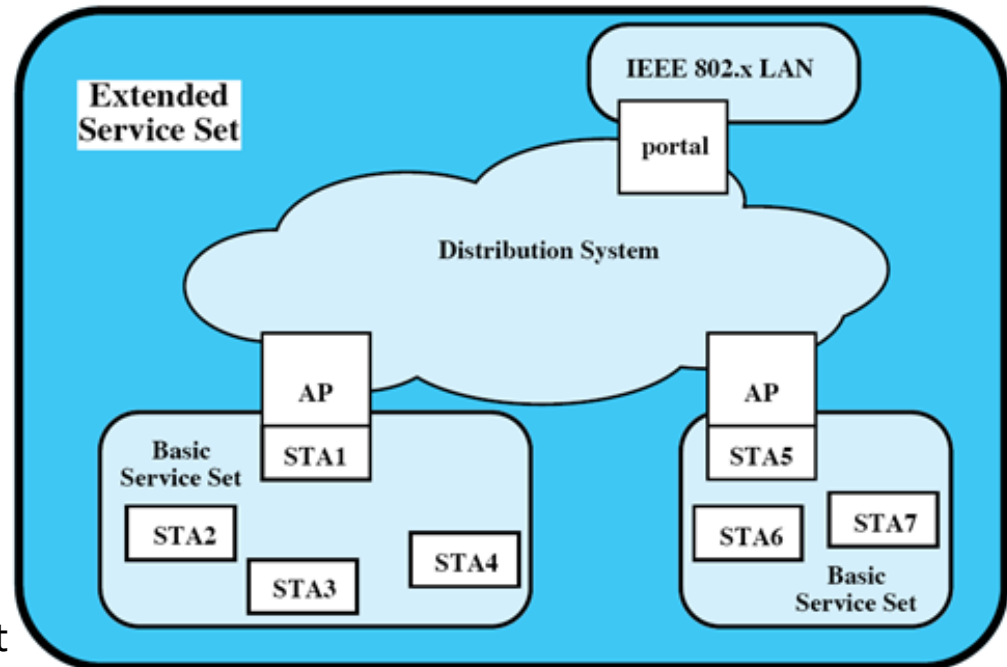 IEEE 802.x LAN
Extended
Service Set
portal
Distribution System
AP
AP
STA1
STA5
Basic
Service Set
STA2
STA3
STA4
STA6
STA7
Basic
Service Set
t